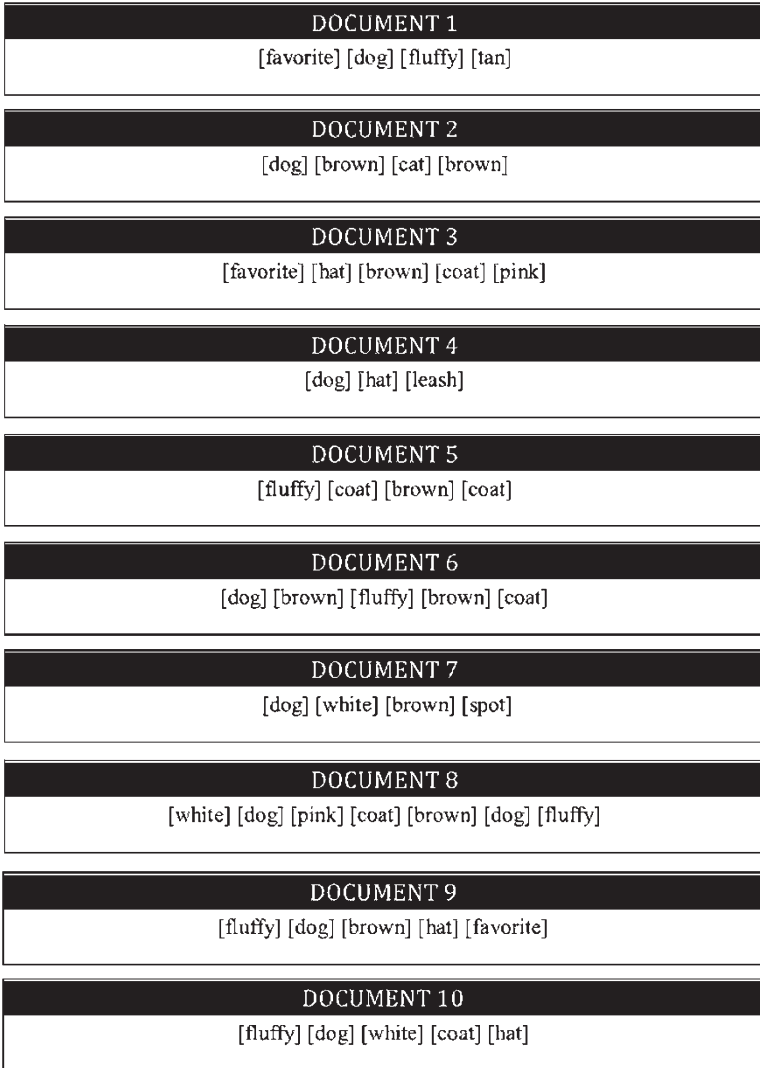 DOCUMENT 1
[favorite] [dog] [fluffy] [tan]
DOCUMENT 2
[dog] [brown] [cat] [brown]
DOCUMENT 3
[favorite] [hat] [brown] [coat] [pink]
DOCUMENT 4
[dog] [hat] [leash]
DOCUMENT 5
[fluffy] [coat] [brown] [coat]
DOCUMENT 6
[dog] [brown] [fluffy] [brown] [coat]
DOCUMENT 7
[dog] [white] [brown] [spot]
DOCUMENT 8
[white] [dog] [pink] [coat] [brown] [dog] [fluffy]
DOCUMENT 9
[fluffy] [dog] [brown] [hat] [favorite]
DOCUMENT 10
[fluffy] [dog] [white] [coat] [hat]